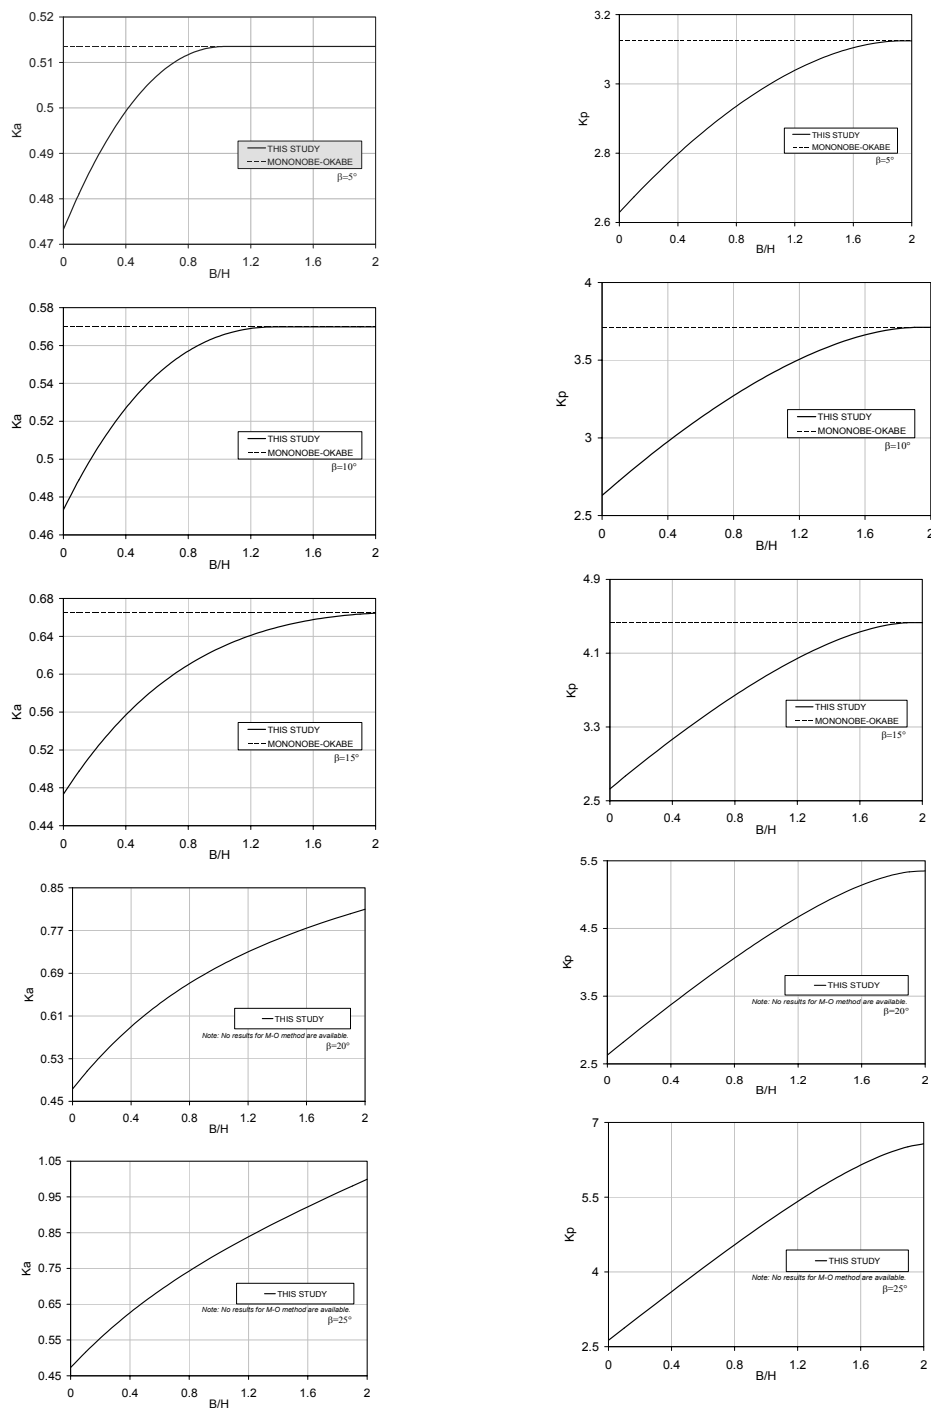 0.52
0.51
0.5
0.49
0.48
0.47
Ka
THIS STUDY
MONONOBE-OKABE
β=5°
0 0.4 0.8 1.2 1.6 2
B/H
3.2
3
2.8
2.6
Kp
THIS STUDY
MONONOBE-OKABE
β=5°
0 0.4 0.8 1.2 1.6 2
B/H
0.58
0.56
0.54
0.52
0.5
0.48
0.46
Ka
THIS STUDY
MONONOBE-OKABE
β=10°
0 0.4 0.8 1.2 1.6 2
B/H
4
3.5
3
2.5
Kp
THIS STUDY
MONONOBE-OKABE
β=10°
0 0.4 0.8 1.2 1.6 2
B/H
0.68
0.64
0.6
0.56
0.52
0.48
0.44
Ka
THIS STUDY
MONONOBE-OKABE
β=15°
0 0.4 0.8 1.2 1.6 2
B/H
4.9
4.1
3.3
2.5
Kp
THIS STUDY
MONONOBE-OKABE
β=15°
0 0.4 0.8 1.2 1.6 2
B/H
0.85
0.77
0.69
0.61
0.53
0.45
Ka
THIS STUDY
Note: No results for M-O method are available.
β=20°
0 0.4 0.8 1.2 1.6 2
B/H
5.5
4.5
3.5
2.5
Kp
THIS STUDY
Note: No results for M-O method are available.
β=20°
0 0.4 0.8 1.2 1.6 2
B/H
1.05
0.95
0.85
0.75
0.65
0.55
0.45
Ka
THIS STUDY
Note: No results for M-O method are available.
β=25°
0 0.4 0.8 1.2 1.6 2
B/H
7
5.5
4
2.5
Kp
THIS STUDY
Note: No results for M-O method are available.
β=25°
0 0.4 0.8 1.2 1.6 2
B/H